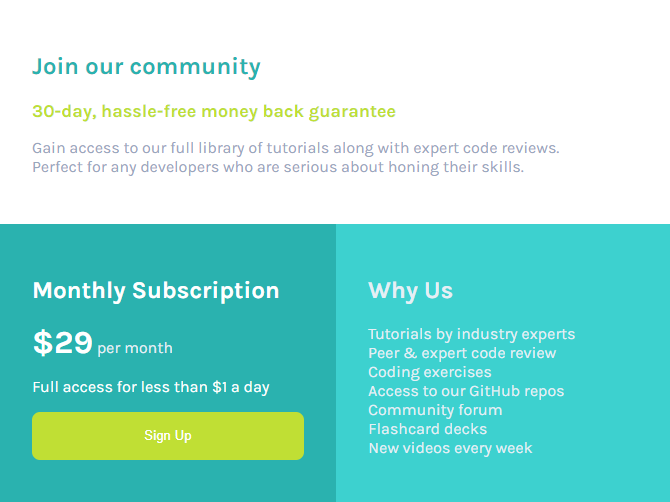 Join our community
30-day, hassle-free money back guarantee
Gain access to our full library of tutorials along with expert code reviews.
Perfect for any developers who are serious about honing their skills.
Monthly Subscription
$29 per month
Full access for less than $1 a day
Sign Up
Why Us
Tutorials by industry experts
Peer & expert code review
Coding exercises
Access to our GitHub repos
Community forum
Flashcard decks
New videos every week